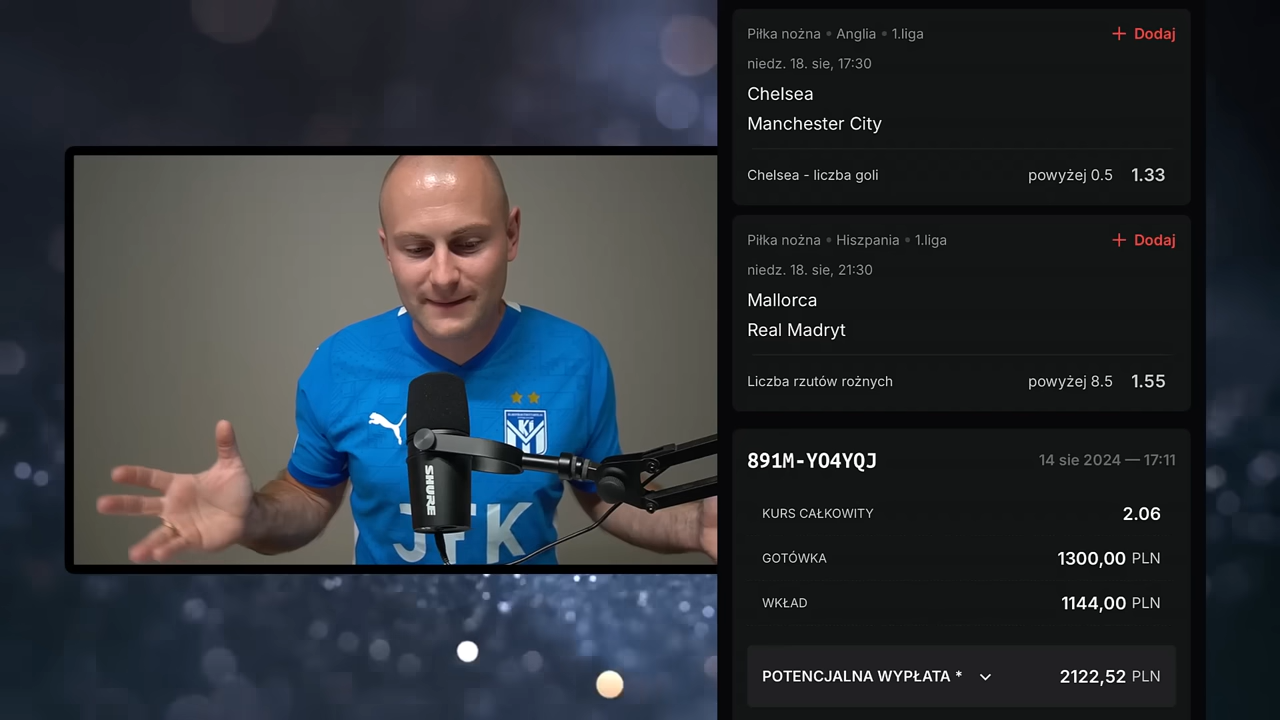 Piłka nożna • Anglia • 1.liga
+ Dodaj
niedz. 18. sie, 17:30
Chelsea
Manchester City
Chelsea - liczba goli powyżej 0.5 1.33
Piłka nożna • Hiszpania • 1.liga
+ Dodaj
niedz. 18. sie, 21:30
Mallorca
Real Madryt
Liczba rzutów rożnych powyżej 8.5 1.55
891M-YO4YQJ 14 sie 2024 — 17:11
KURS CAŁKOWITY 2.06
GOTÓWKA 1300,00 PLN
WKŁAD 1144,00 PLN
POTENCJALNA WYPŁATA * 2122,52 PLN
KÍ
SHURE
JFK